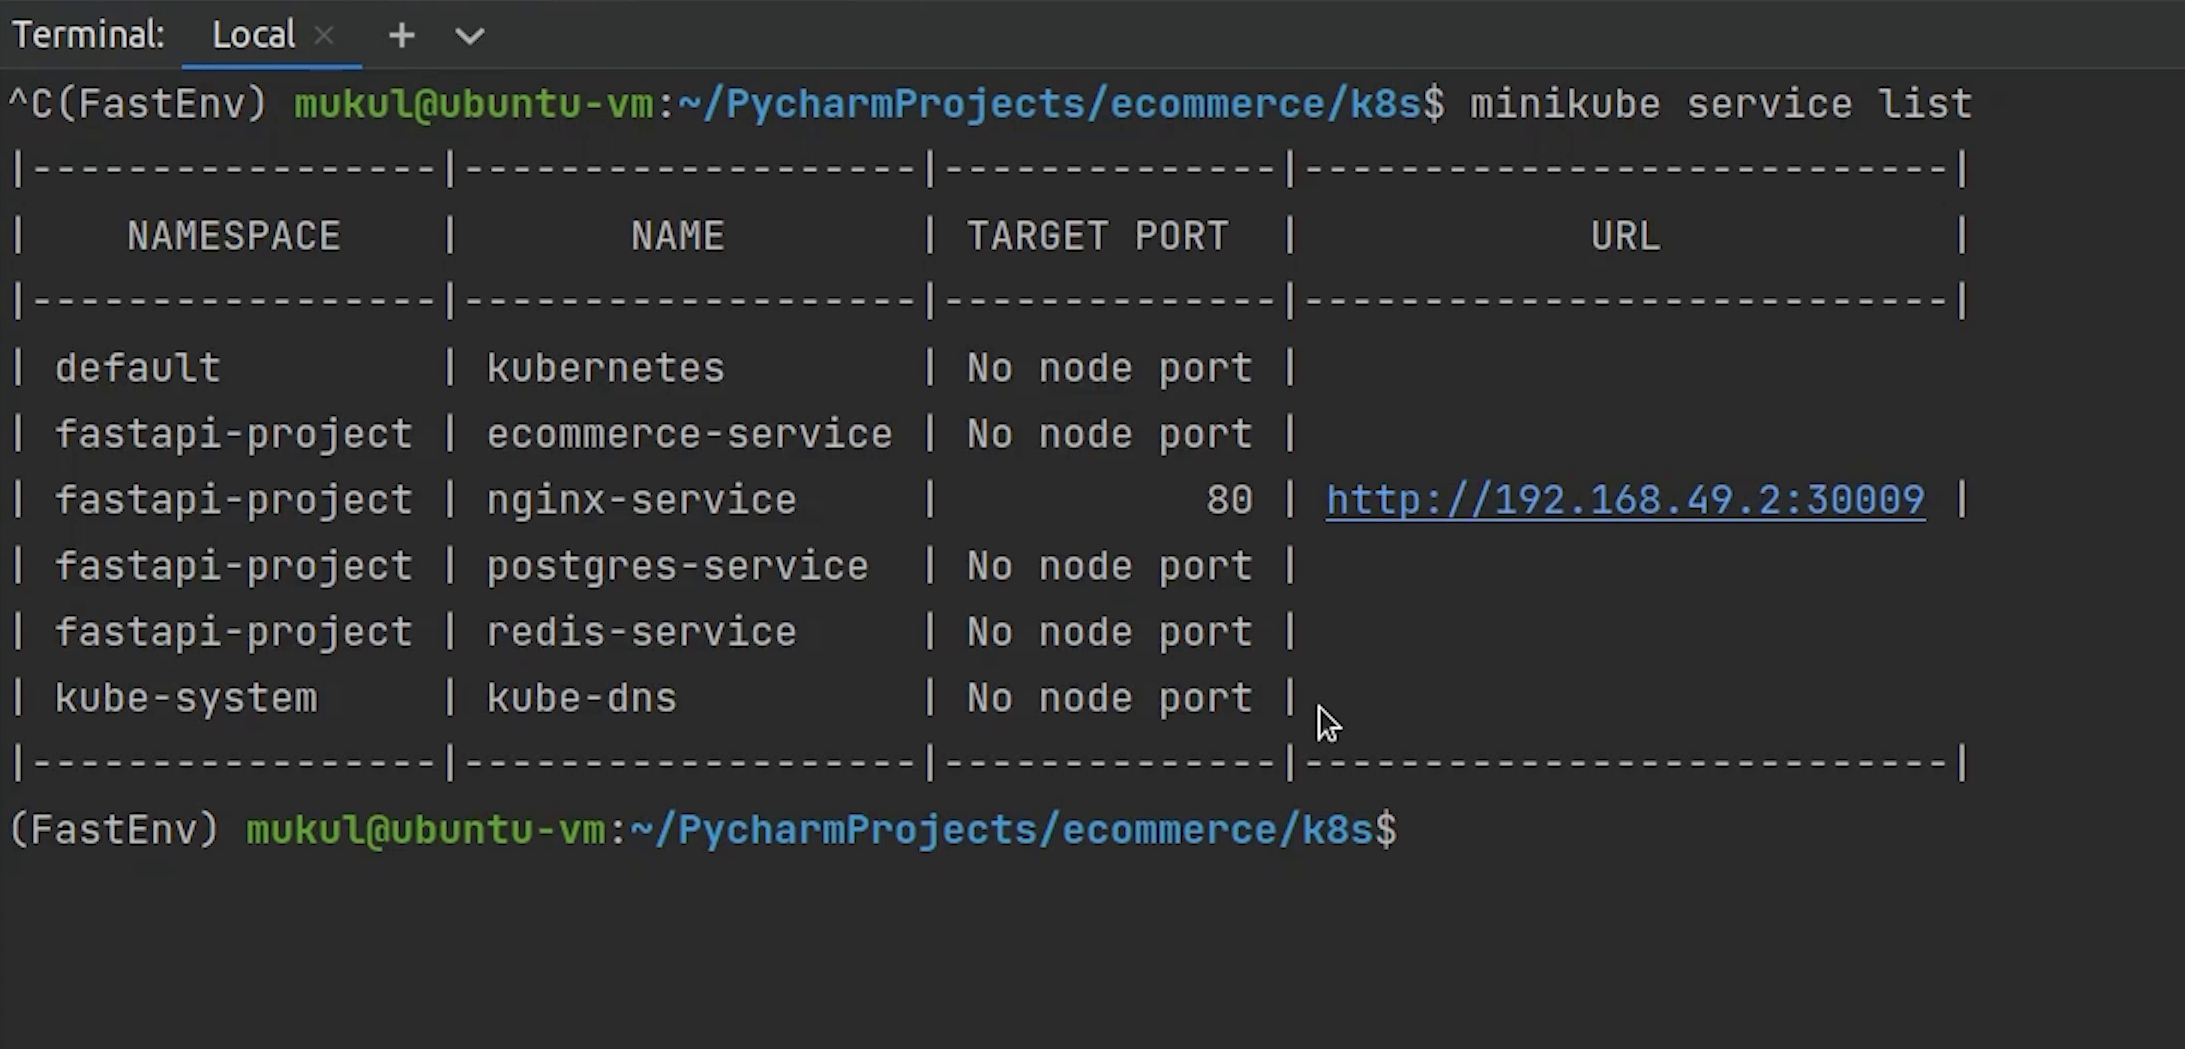 Terminal: Local × + 
^C(FastEnv) mukul@ubuntu-vm:~/PycharmProjects/ecommerce/k8s$ minikube service list
|-----------------|-------------------|--------------|---------------------------|
|    NAMESPACE    |       NAME        | TARGET PORT  |            URL            |
|-----------------|-------------------|--------------|---------------------------|
| default         | kubernetes        | No node port |
| fastapi-project | ecommerce-service | No node port |
| fastapi-project | nginx-service     |           80 | http://192.168.49.2:30009 |
| fastapi-project | postgres-service  | No node port |
| fastapi-project | redis-service     | No node port |
| kube-system     | kube-dns          | No node port |
|-----------------|-------------------|--------------|---------------------------|
(FastEnv) mukul@ubuntu-vm:~/PycharmProjects/ecommerce/k8s$